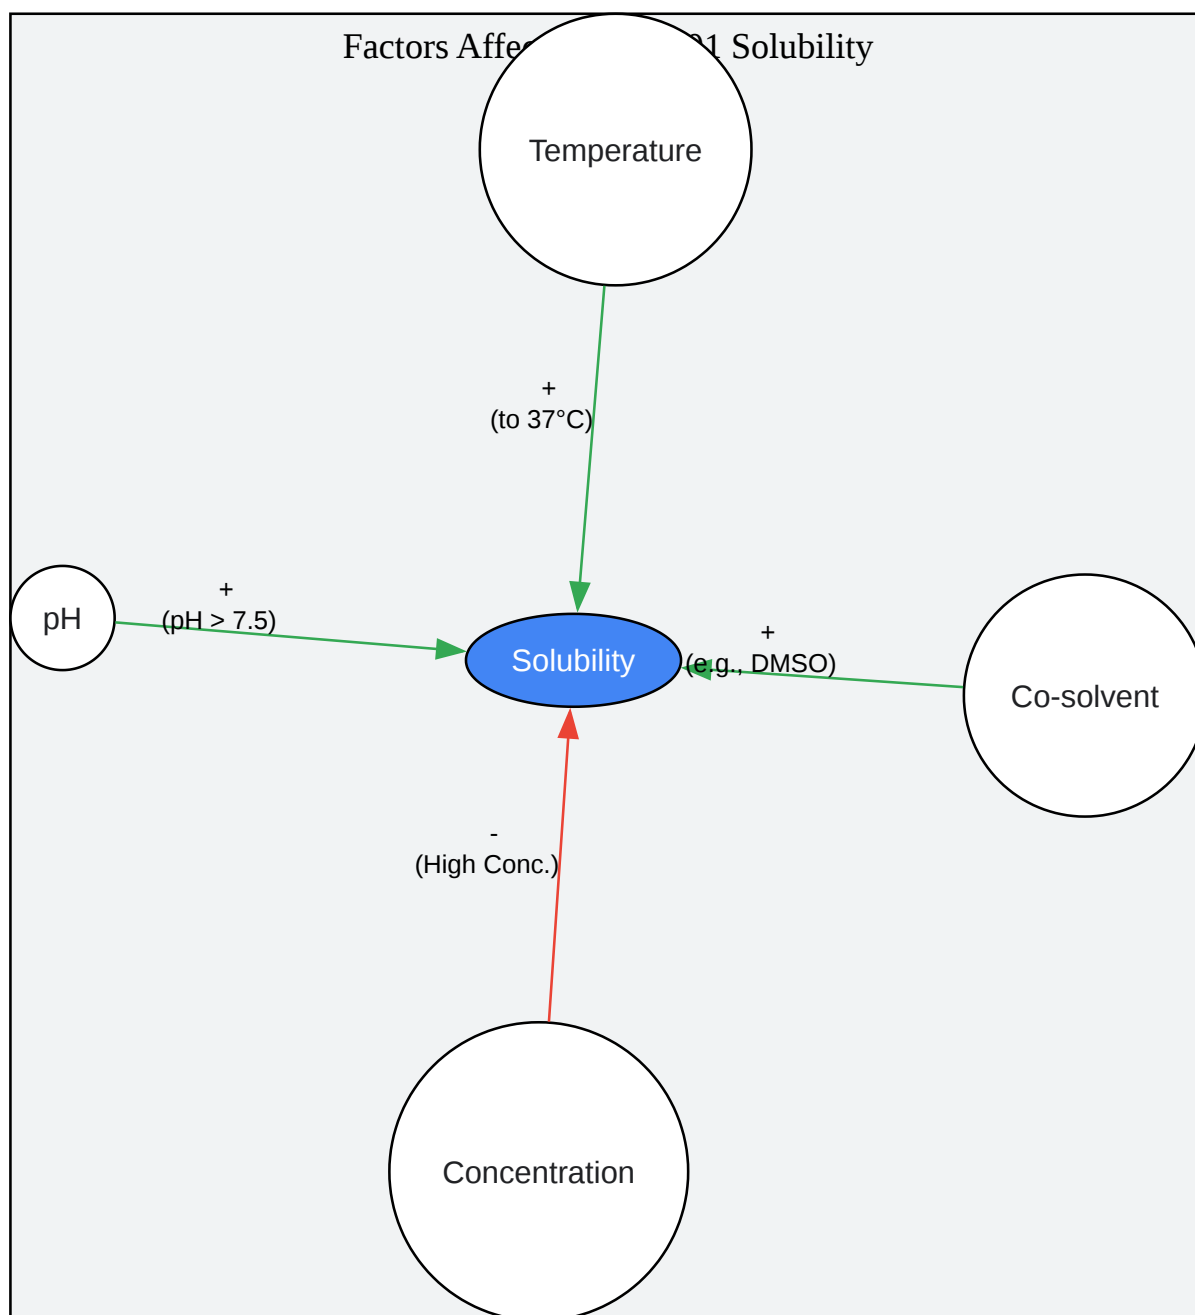 Factors Affe 1 Solubility
Temperature
+
(to 37°C)
pH
+
(pH > 7.5)
Solubility
+
(e.g., DMSO)
Co-solvent
-
(High Conc.)
Concentration